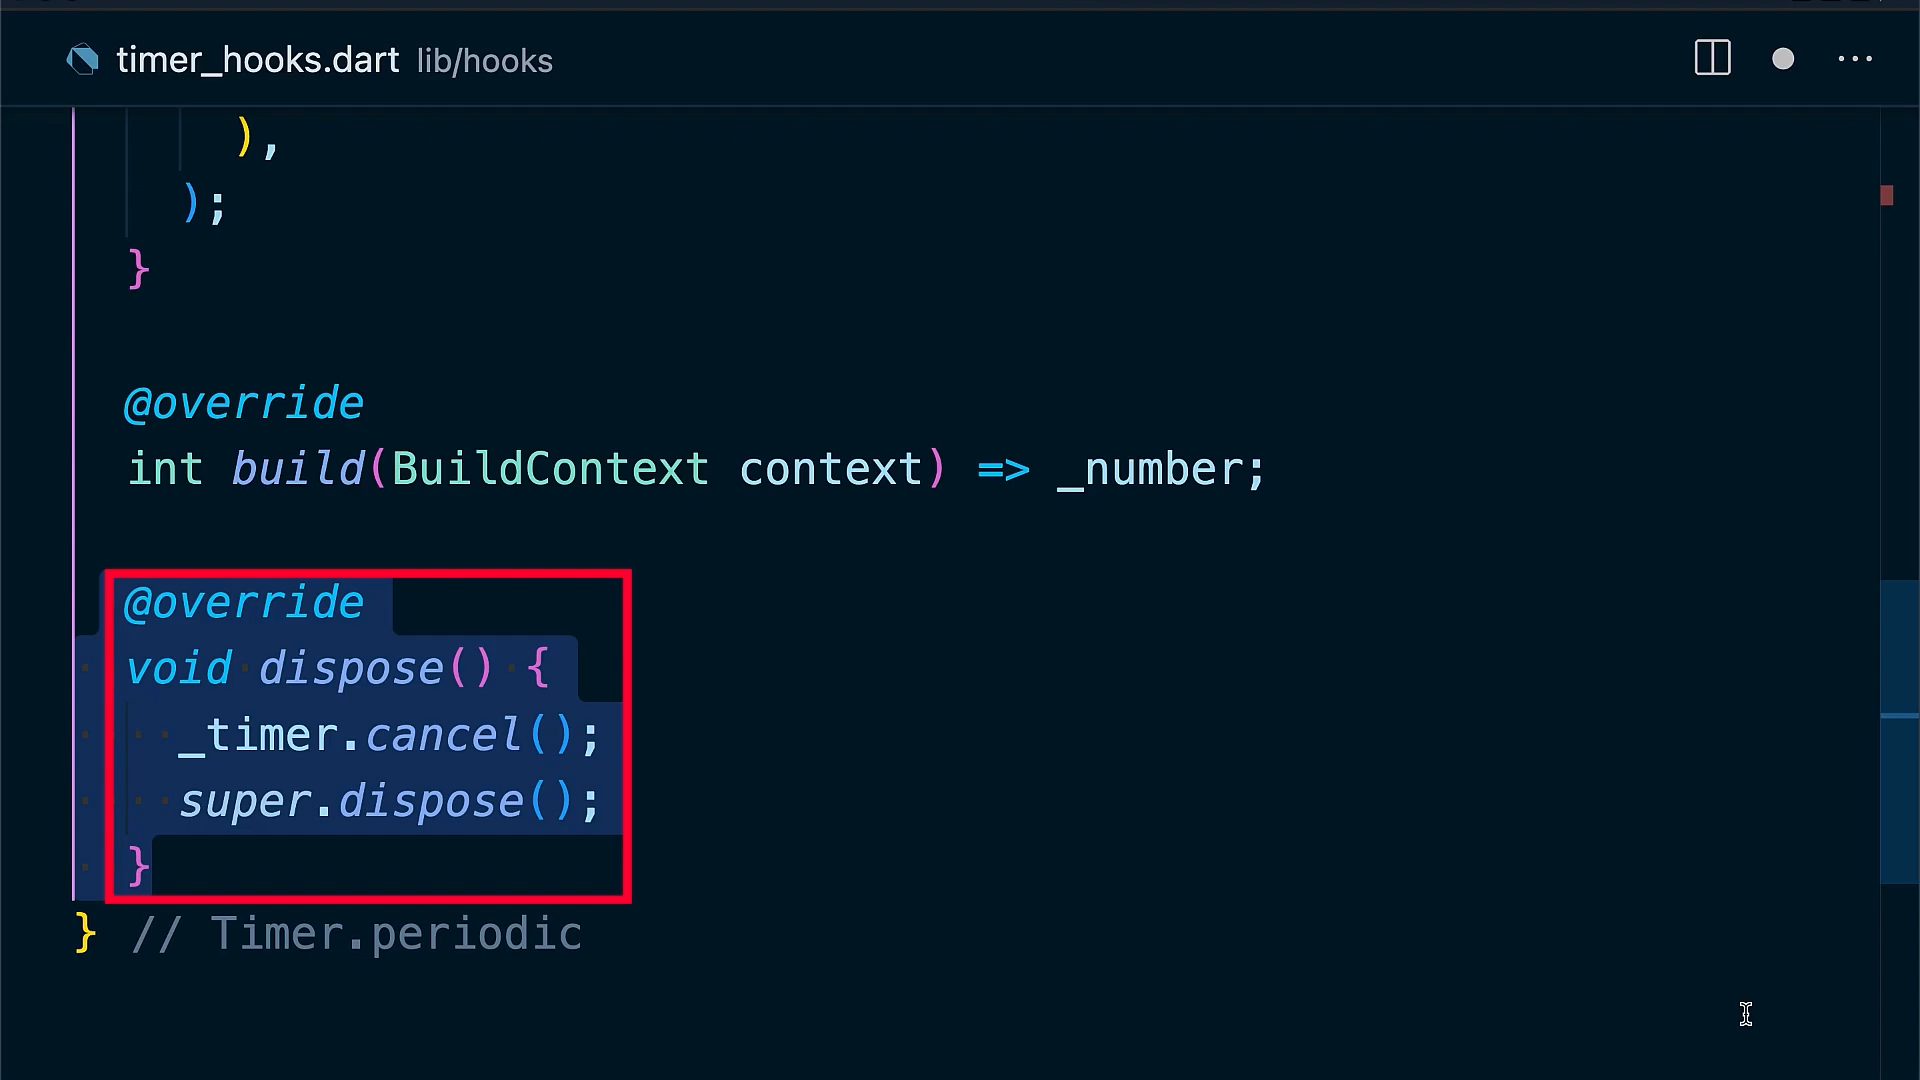 timer_hooks.dart lib/hooks
),
);
}
@override
int build(BuildContext context) => _number;
@override
void dispose() {
_timer.cancel();
super.dispose();
}
} // Timer.periodic